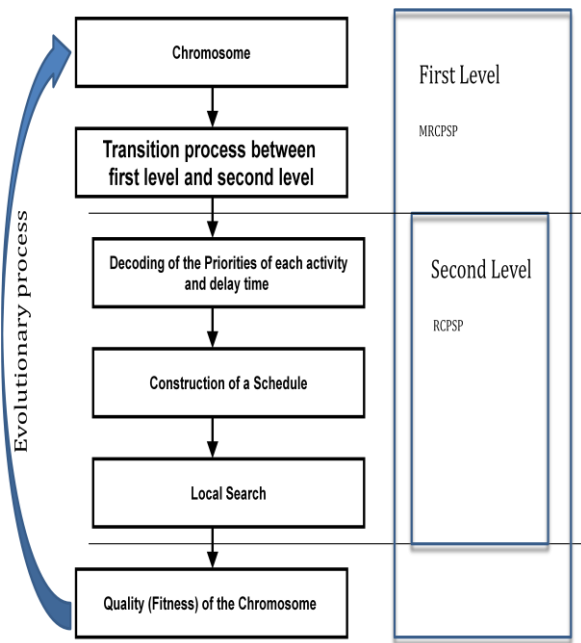 Chromosome
Transition process between
first level and second level
Decoding of the Priorities of each activity
and delay time
Construction of a Schedule
Local Search
Quality (Fitness) of the Chromosome
Evolutionary process
First Level
MRCPSP
Second Level
RCPSP